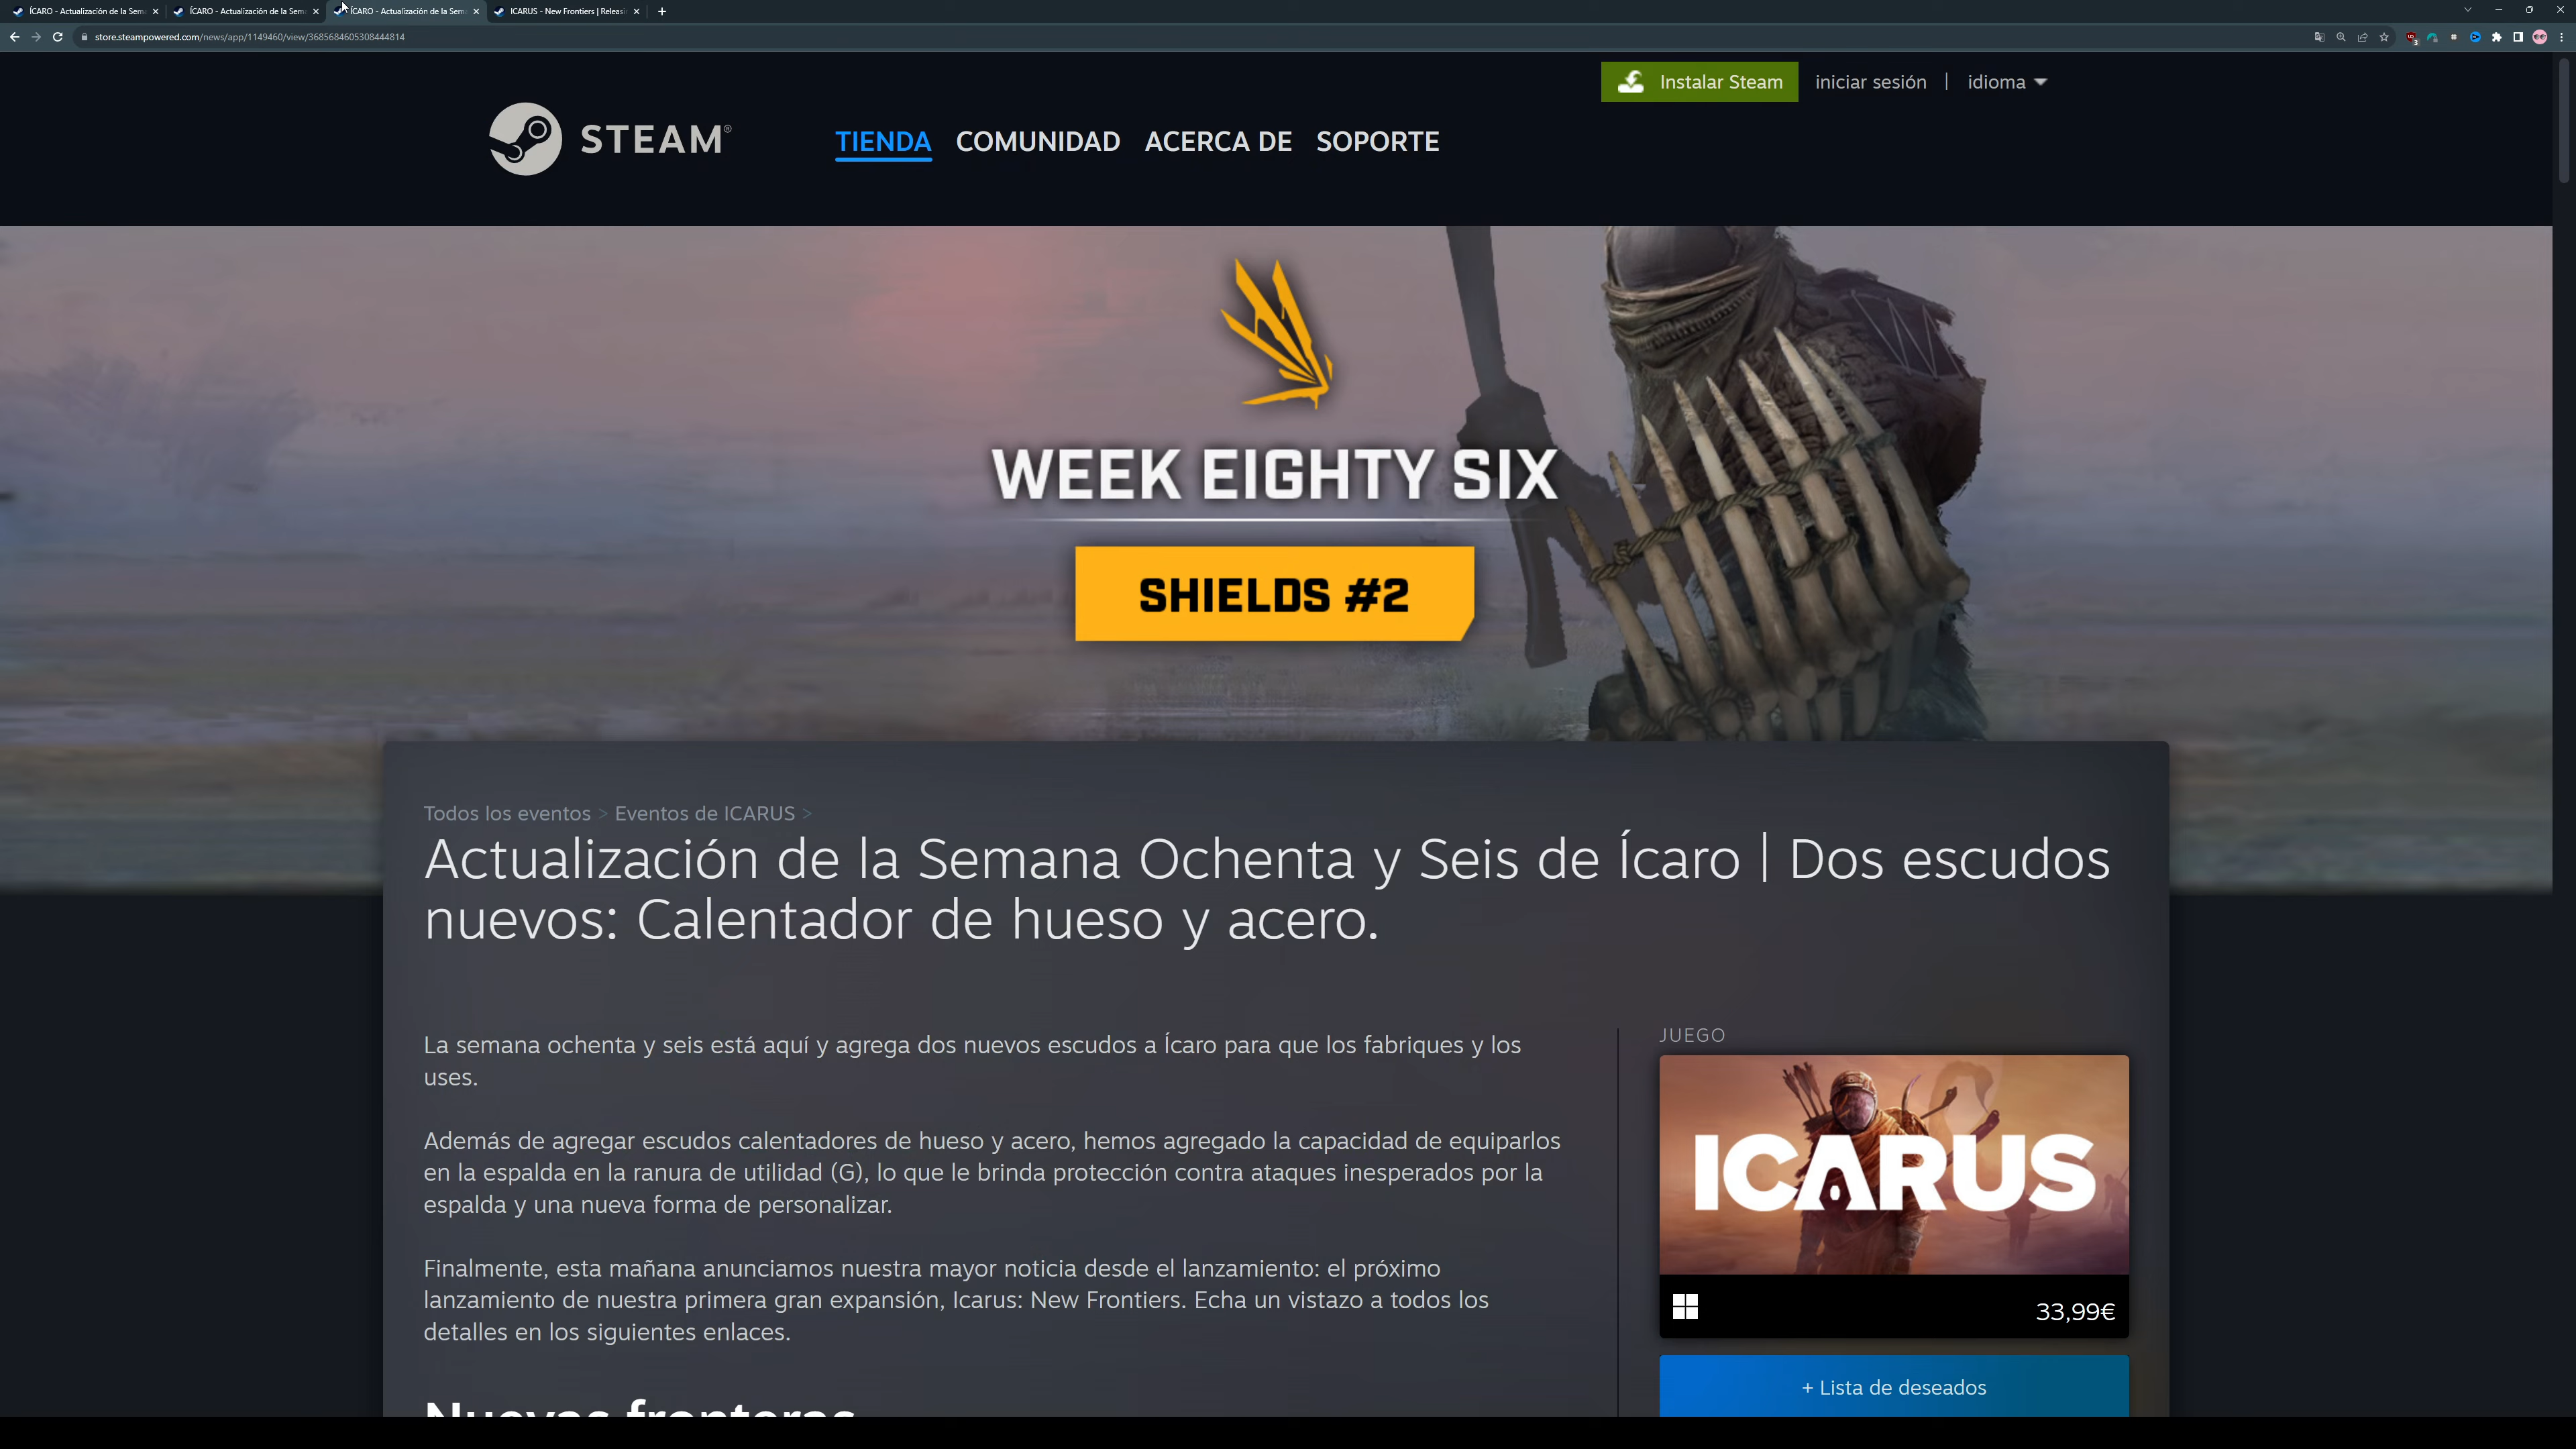 ÍCARO - Actualización de la Sem
ÍCARO - Actualización de la Sem
ÍCARO - Actualización de la Sem
ICARUS - New Frontiers | Releasi
store.steampowered.com/news/app/1149460/view/3685684605308444814
Instalar Steam
iniciar sesión | idioma
STEAM®
TIENDA COMUNIDAD ACERCA DE SOPORTE
WEEK EIGHTY SIX
SHIELDS #2
Todos los eventos > Eventos de ICARUS >
Actualización de la Semana Ochenta y Seis de Ícaro | Dos escudos
nuevos: Calentador de hueso y acero.
La semana ochenta y seis está aquí y agrega dos nuevos escudos a Ícaro para que los fabriques y los
uses.
Además de agregar escudos calentadores de hueso y acero, hemos agregado la capacidad de equiparlos
en la espalda en la ranura de utilidad (G), lo que le brinda protección contra ataques inesperados por la
espalda y una nueva forma de personalizar.
Finalmente, esta mañana anunciamos nuestra mayor noticia desde el lanzamiento: el próximo
lanzamiento de nuestra primera gran expansión, Icarus: New Frontiers. Echa un vistazo a todos los
detalles en los siguientes enlaces.
Nuevas fronteras
JUEGO
ICARUS
33,99€
+ Lista de deseados